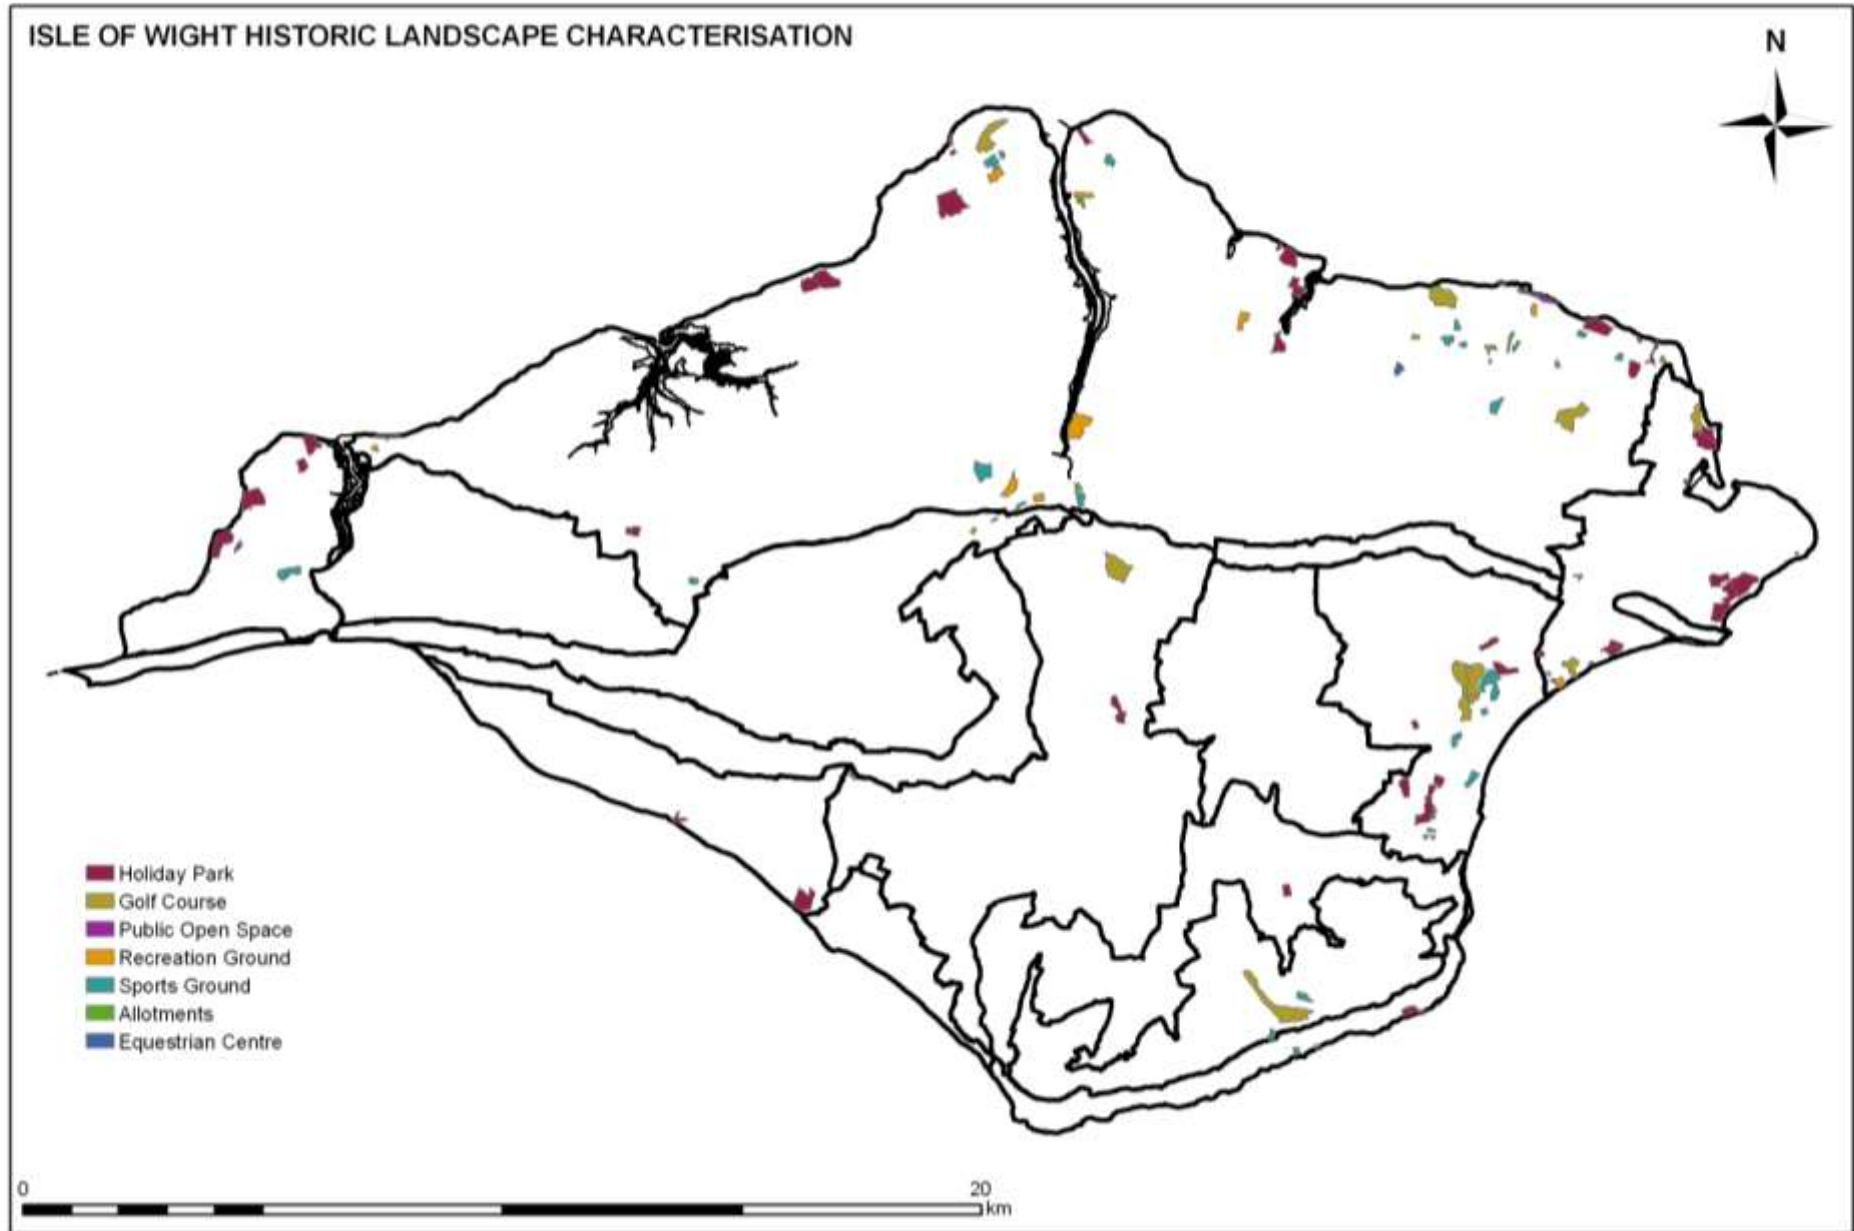 ISLE OF WIGHT HISTORIC LANDSCAPE CHARACTERISATION
N
Holiday Park
Golf Course
Public Open Space
Recreation Ground
Sports Ground
Allotments
Equestrian Centre
0
20
km